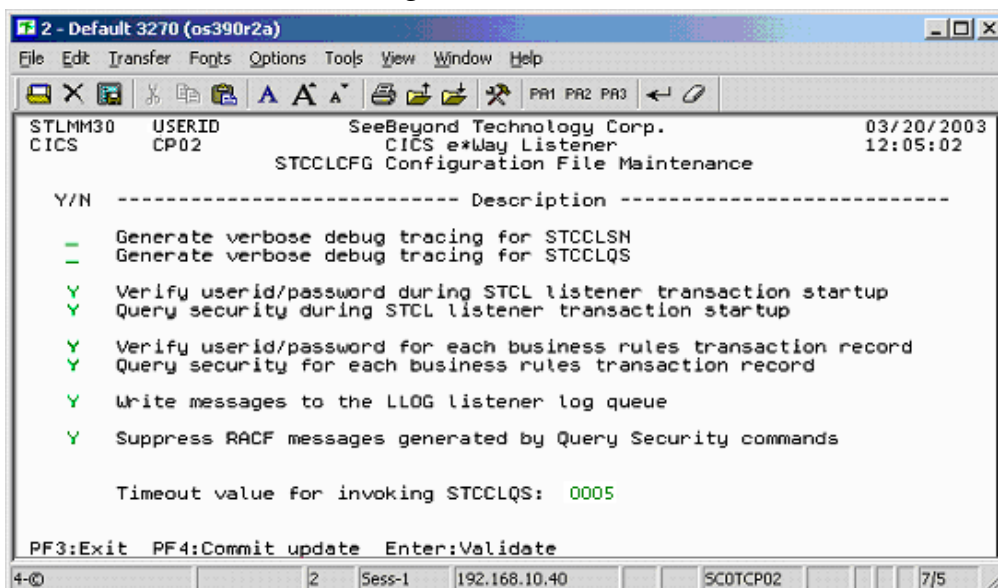 2 - Default 3270 (os390r2a)
File Edit Transfer Fonts Options Tools View Window Help
A A A PA1 PA2 PA3
STLMM30 USERID SeeBeyond Technology Corp. 03/20/2003
CICS CP02 CICS e*Way Listener 12:05:02
STCCLCFG Configuration File Maintenance
Y/N ---------------------------- Description ---------------------------
_ Generate verbose debug tracing for STCCLSN
_ Generate verbose debug tracing for STCCLQS
Y Verify userid/password during STCL listener transaction startup
Y Query security during STCL listener transaction startup
Y Verify userid/password for each business rules transaction record
Y Query security for each business rules transaction record
Y Write messages to the LLOG listener log queue
Y Suppress RACF messages generated by Query Security commands
Timeout value for invoking STCCLQS: 0005
PF3:Exit PF4:Commit update Enter:Validate
4-© 2 Sess-1 192.168.10.40 SC0TCP02 7/5